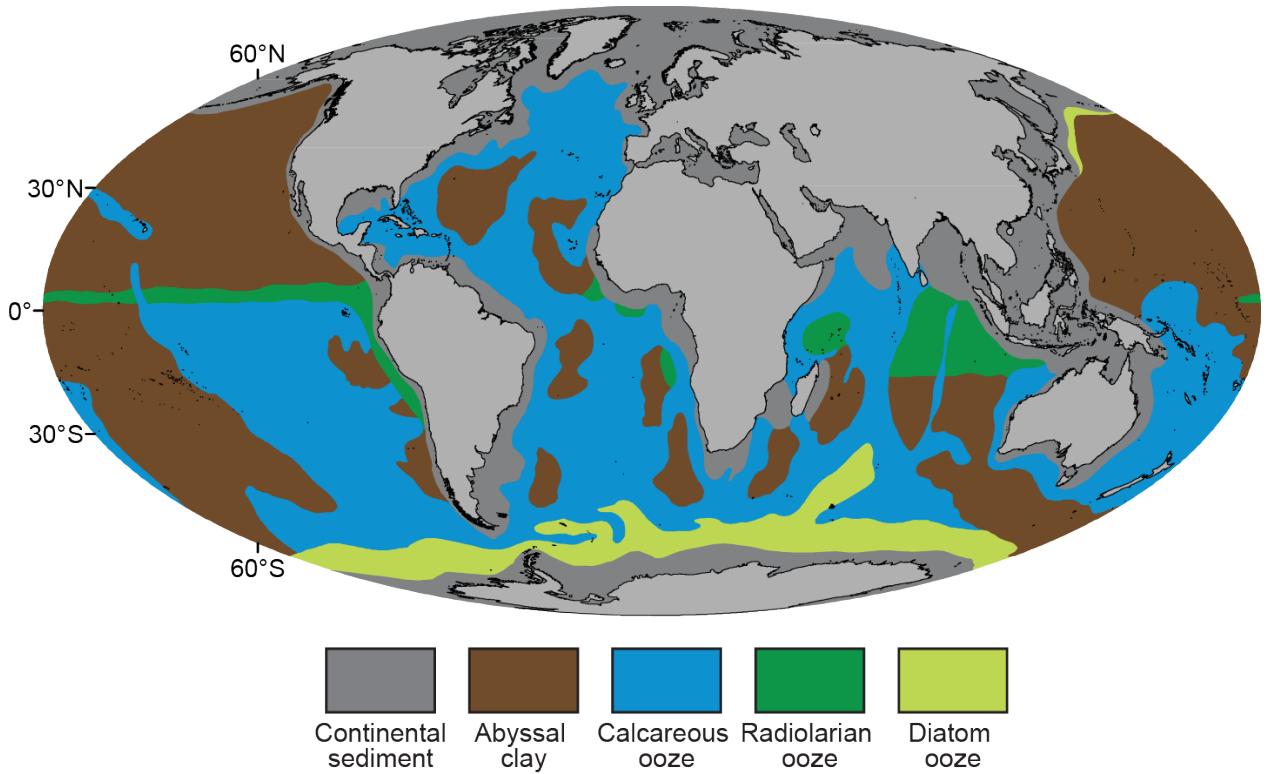 60°N
30°N
0°
30°S
60°S
Continental sediment
Abyssal clay
Calcareous ooze
Radiolarian ooze
Diatom ooze